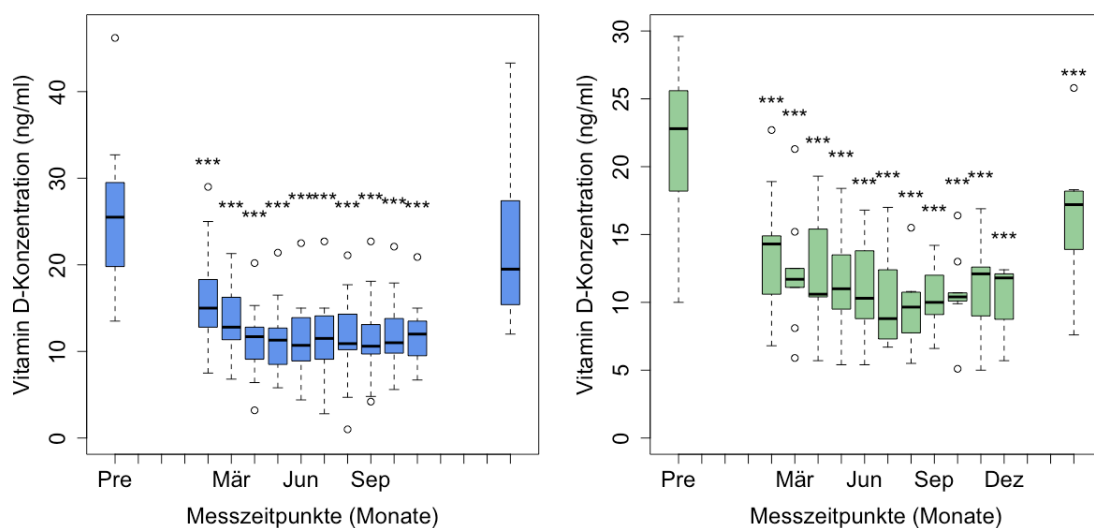 Vitamin D-Konzentration (ng/ml)
0
10
20
30
40
***
***
***
***
***
***
***
***
***
***
Pre
Mär
Jun
Sep
Messzeitpunkte (Monate)
Vitamin D-Konzentration (ng/ml)
0
5
10
15
20
25
30
***
***
***
***
***
***
***
***
***
***
***
***
Pre
Mär
Jun
Sep
Dez
Messzeitpunkte (Monate)